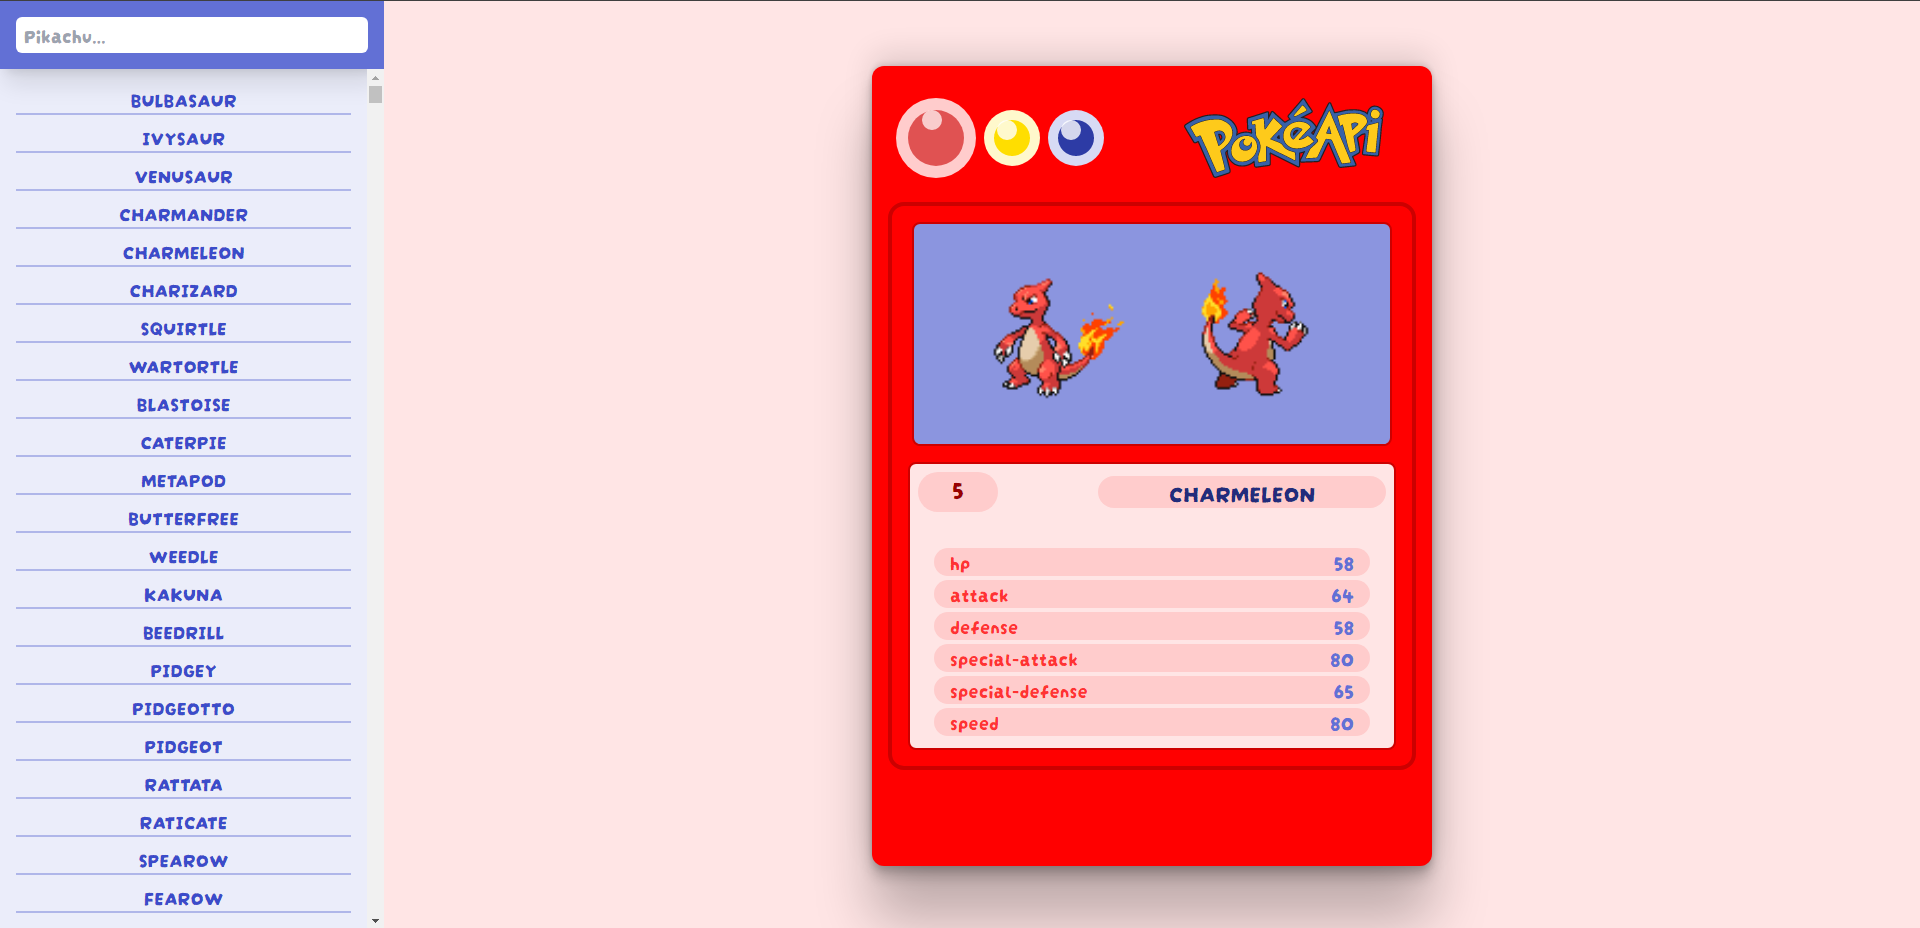 Pikachu...
BULBASAUR
IVYSAUR
VENUSAUR
CHARMANDER
CHARMELEON
CHARIZARD
SQUIRTLE
WARTORTLE
BLASTOISE
CATERPIE
METAPOD
BUTTERFREE
WEEDLE
KAKUNA
BEEDRILL
PIDGEY
PIDGEOTTO
PIDGEOT
RATTATA
RATICATE
SPEAROW
FEAROW
PokéApi
5 CHARMELEON
hp 58
attack 64
defense 58
special-attack 80
special-defense 65
speed 80